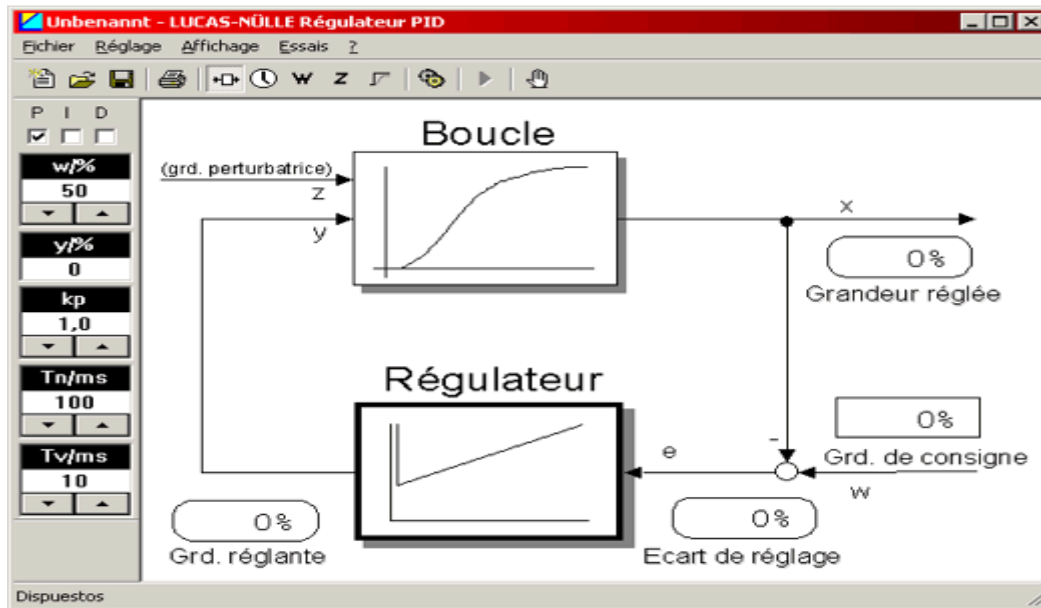 Unbenannt - LUCAS-NÜLLE Régulateur PID
Fichier Réglage Affichage Essais ?
W Z
P I D
w/%
50
y/%
0
kp
1,0
Tn/ms
100
Tv/ms
10
Boucle
(grd. perturbatrice)
z
y
x
0%
Grandeur réglée
Régulateur
0%
Grd. de consigne
-
e
w
0%
Grd. réglante
0%
Ecart de réglage
Dispuestos